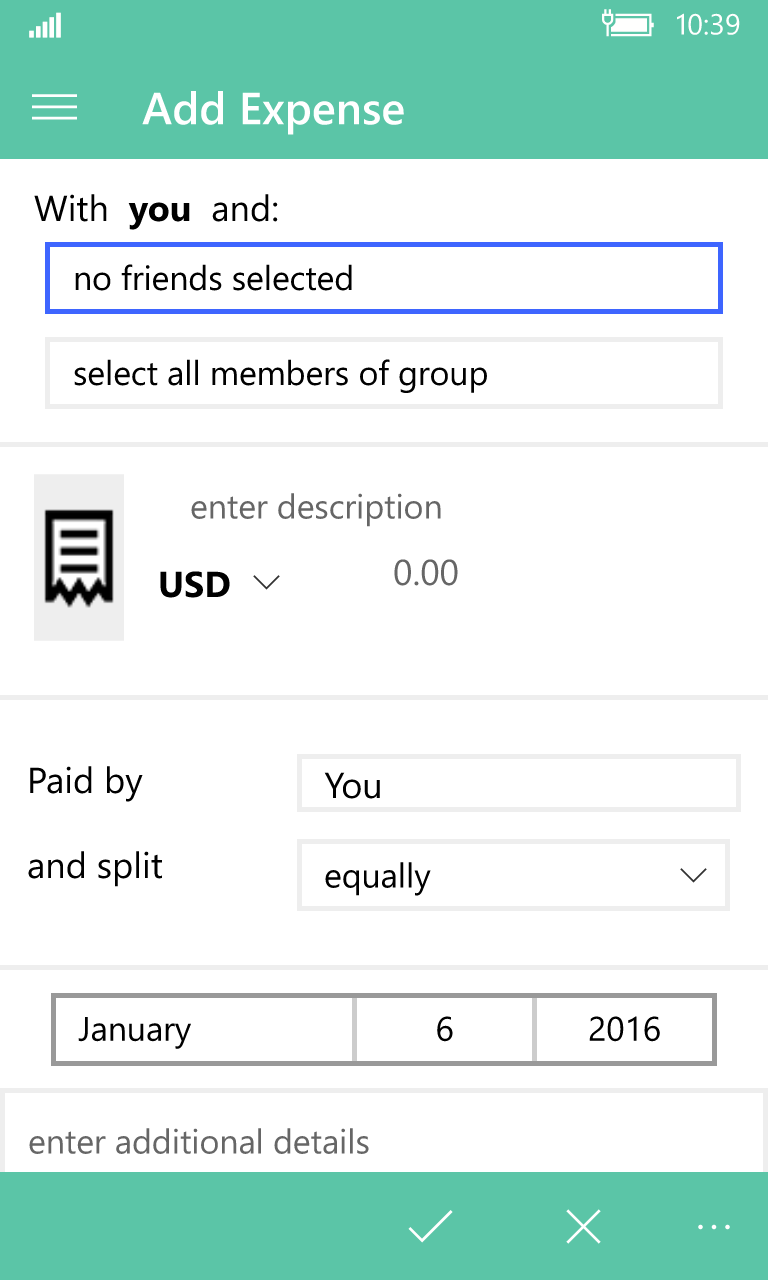 10:39
Add Expense
With you and:
no friends selected
select all members of group
enter description
USD 0.00
Paid by You
and split equally
January 6 2016
enter additional details